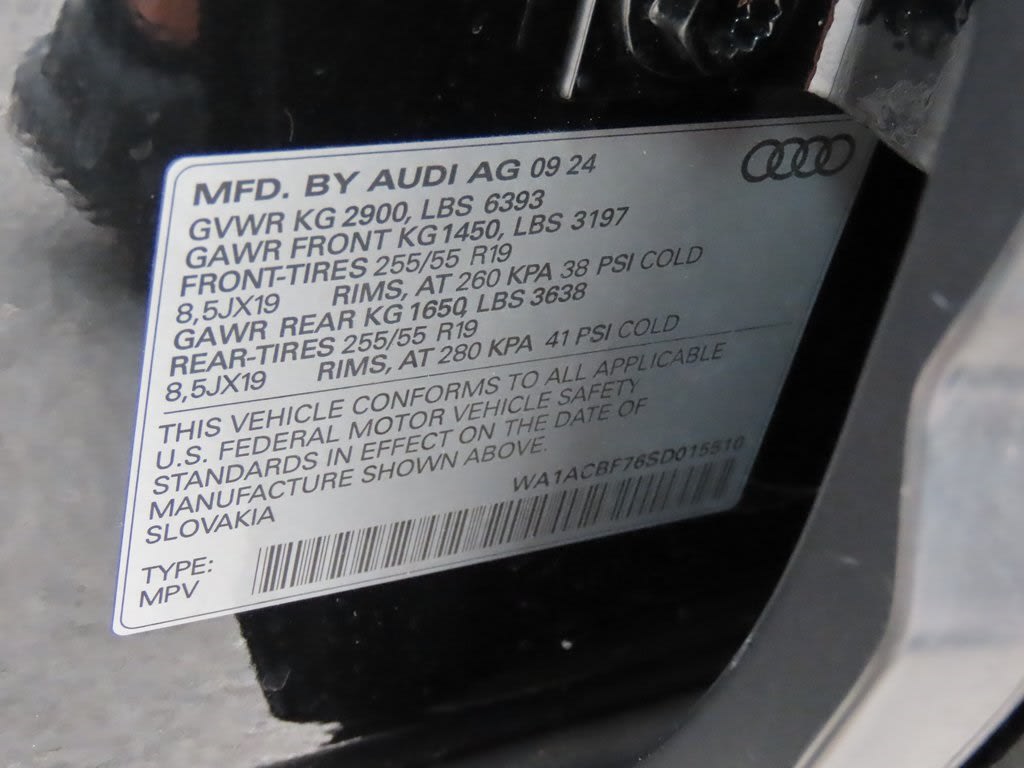 MFD. BY AUDI AG 09 24
GVWR KG 2900, LBS 6393
GAWR FRONT KG 1450, LBS 3197
FRONT-TIRES 255/55 R19
8,5JX19 RIMS, AT 260 KPA 38 PSI COLD
GAWR REAR KG 1650, LBS 3638
REAR-TIRES 255/55 R19
8,5JX19 RIMS, AT 280 KPA 41 PSI COLD
THIS VEHICLE CONFORMS TO ALL APPLICABLE
U.S. FEDERAL MOTOR VEHICLE SAFETY
STANDARDS IN EFFECT ON THE DATE OF
MANUFACTURE SHOWN ABOVE.
SLOVAKIA
WA1ACBF76SD015510
TYPE:
MPV